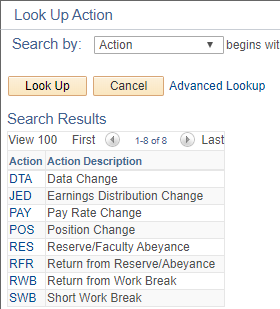 Look Up Action
Search by: Action begins wit
Look Up Cancel Advanced Lookup
Search Results
View 100 First 1-8 of 8 Last
Action Action Description
DTA Data Change
JED Earnings Distribution Change
PAY Pay Rate Change
POS Position Change
RES Reserve/Faculty Abeyance
RFR Return from Reserve/Abeyance
RWB Return from Work Break
SWB Short Work Break